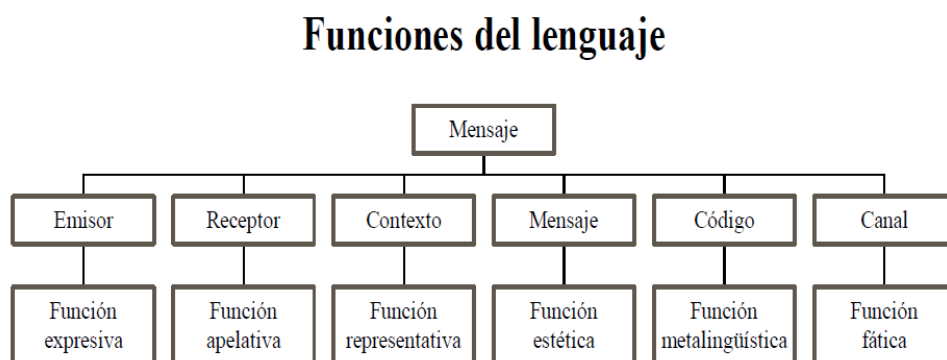 Funciones del lenguaje
Mensaje
Emisor
Receptor
Contexto
Mensaje
Código
Canal
Función
expresiva
Función
apelativa
Función
representativa
Función
estética
Función
metalingüística
Función
fática